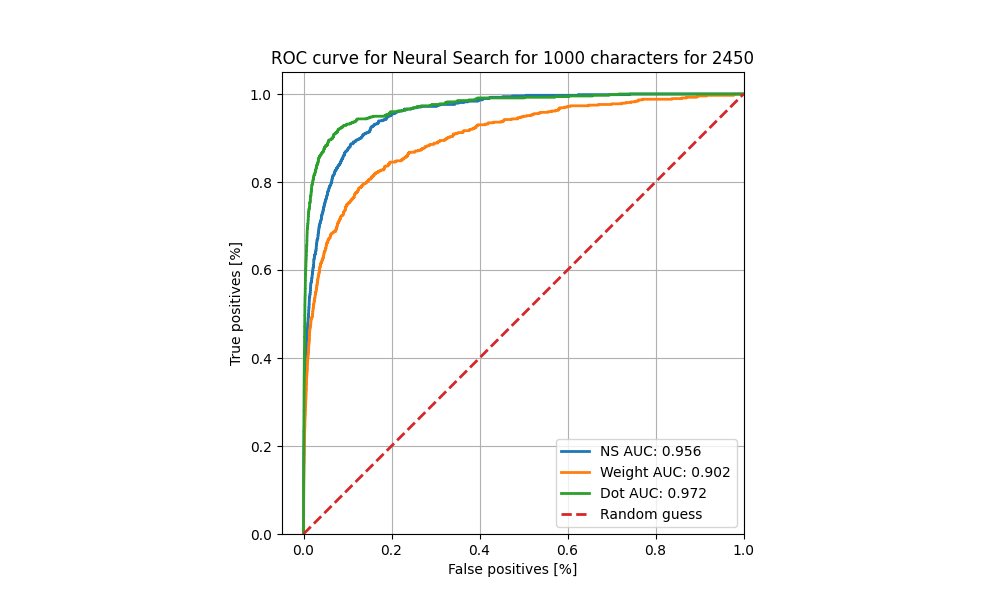 ROC curve for Neural Search for 1000 characters for 2450
True positives [%]
1.0
0.8
0.6
0.4
0.2
0.0
NS AUC: 0.956
Weight AUC: 0.902
Dot AUC: 0.972
Random guess
0.0 0.2 0.4 0.6 0.8 1.0
False positives [%]